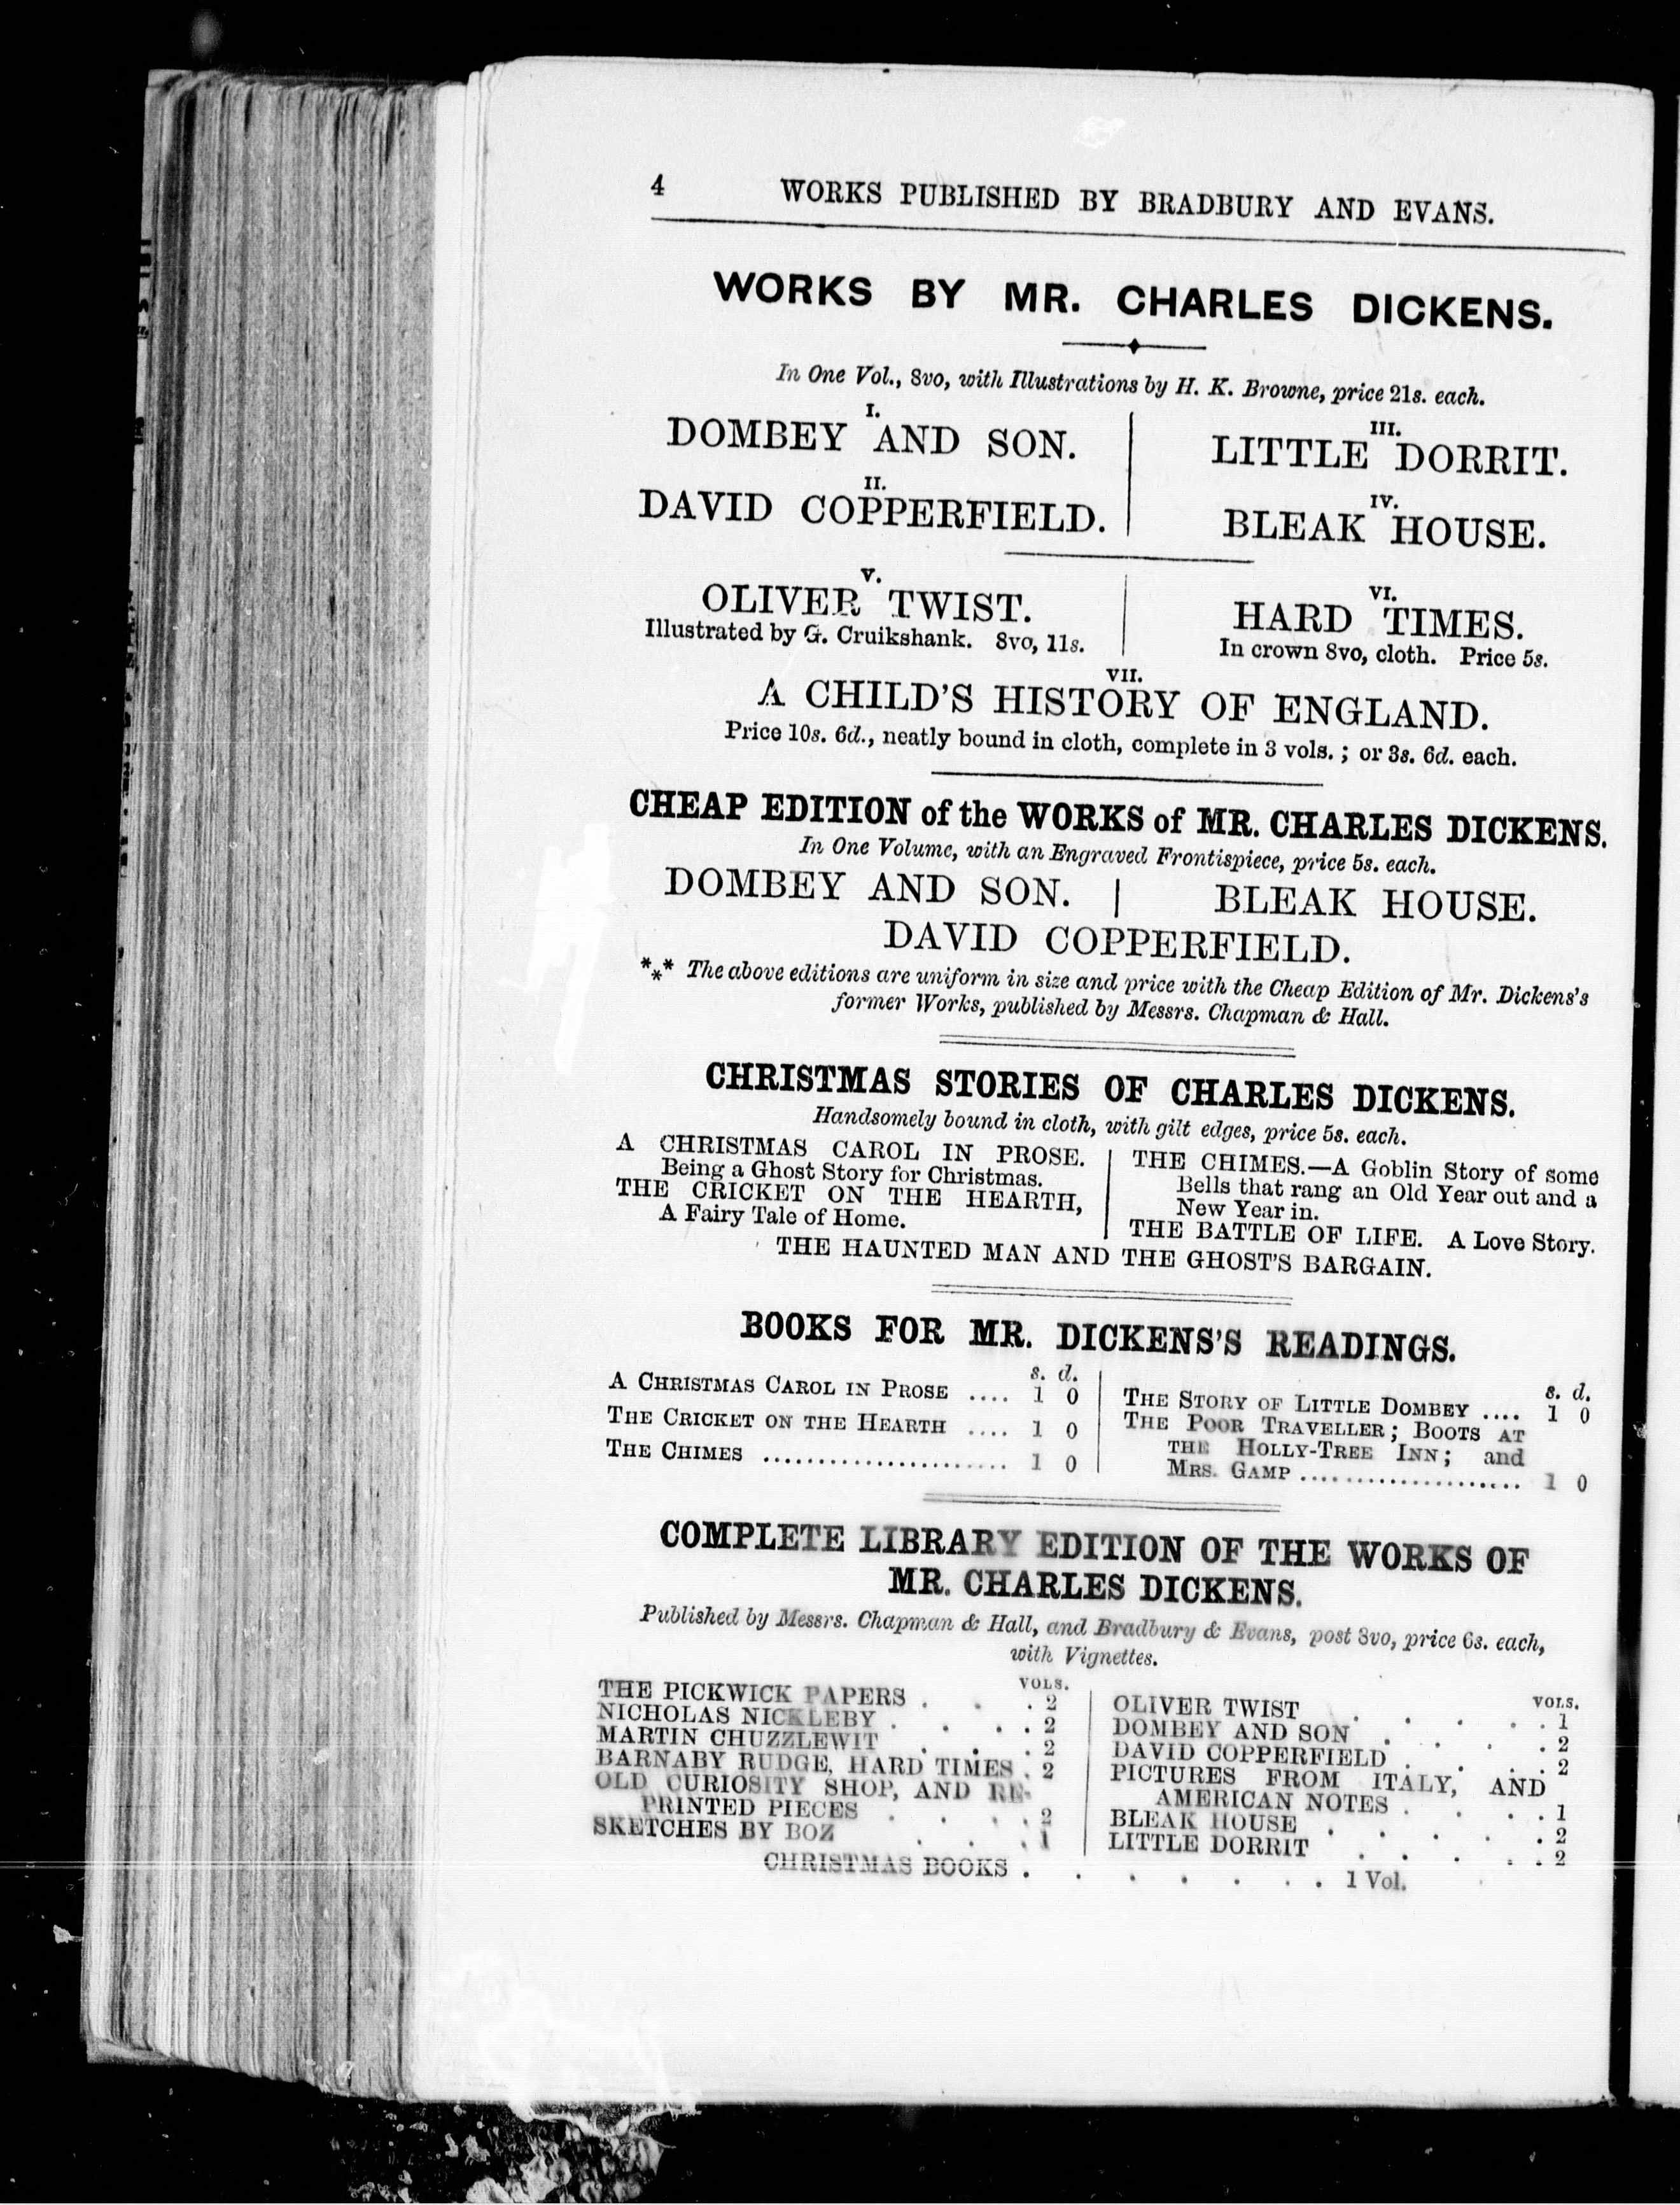 4 WORKS PUBLISHED BY BRADBURY AND EVANS.
WORKS BY MR. CHARLES DICKENS.
In One Vol., 8vo, with Illustrations by H. K. Browne, price 21s. each.
I.
DOMBEY AND SON.
II.
DAVID COPPERFIELD.
III.
LITTLE DORRIT.
IV.
BLEAK HOUSE.
V.
OLIVER TWIST.
Illustrated by G. Cruikshank. 8vo, 11s.
VI.
HARD TIMES.
In crown 8vo, cloth. Price 5s.
VII.
A CHILD'S HISTORY OF ENGLAND.
Price 10s. 6d., neatly bound in cloth, complete in 3 vols.; or 3s. 6d. each.
CHEAP EDITION of the WORKS of MR. CHARLES DICKENS.
In One Volume, with an Engraved Frontispiece, price 5s. each.
DOMBEY AND SON. | BLEAK HOUSE.
DAVID COPPERFIELD.
*** The above editions are uniform in size and price with the Cheap Edition of Mr. Dickens's
former Works, published by Messrs. Chapman & Hall.
CHRISTMAS STORIES OF CHARLES DICKENS.
Handsomely bound in cloth, with gilt edges, price 5s. each.
A CHRISTMAS CAROL IN PROSE.
Being a Ghost Story for Christmas.
THE CRICKET ON THE HEARTH,
A Fairy Tale of Home.
THE CHIMES.—A Goblin Story of some
Bells that rang an Old Year out and a
New Year in.
THE BATTLE OF LIFE. A Love Story.
THE HAUNTED MAN AND THE GHOST'S BARGAIN.
BOOKS FOR MR. DICKENS'S READINGS.
s. d.
A CHRISTMAS CAROL IN PROSE .... 1 0
THE CRICKET ON THE HEARTH .... 1 0
THE CHIMES ........................ 1 0
s. d.
THE STORY OF LITTLE DOMBEY .... 1 0
THE POOR TRAVELLER; BOOTS AT
THE HOLLY-TREE INN; and
MRS. GAMP ...................... 1 0
COMPLETE LIBRARY EDITION OF THE WORKS OF
MR. CHARLES DICKENS.
Published by Messrs. Chapman & Hall, and Bradbury & Evans, post 8vo, price 6s. each,
with Vignettes.
VOLS.
THE PICKWICK PAPERS . . . 2
NICHOLAS NICKLEBY . . . . 2
MARTIN CHUZZLEWIT . . . 2
BARNABY RUDGE, HARD TIMES . 2
OLD CURIOSITY SHOP, AND RE-
PRINTED PIECES . . . . 2
SKETCHES BY BOZ . . . 1
VOLS.
OLIVER TWIST . . . . . 1
DOMBEY AND SON . . . . 2
DAVID COPPERFIELD . . . . 2
PICTURES FROM ITALY, AND
AMERICAN NOTES . . . . 1
BLEAK HOUSE . . . . . 2
LITTLE DORRIT . . . . . 2
CHRISTMAS BOOKS . . . . . . . 1 Vol.